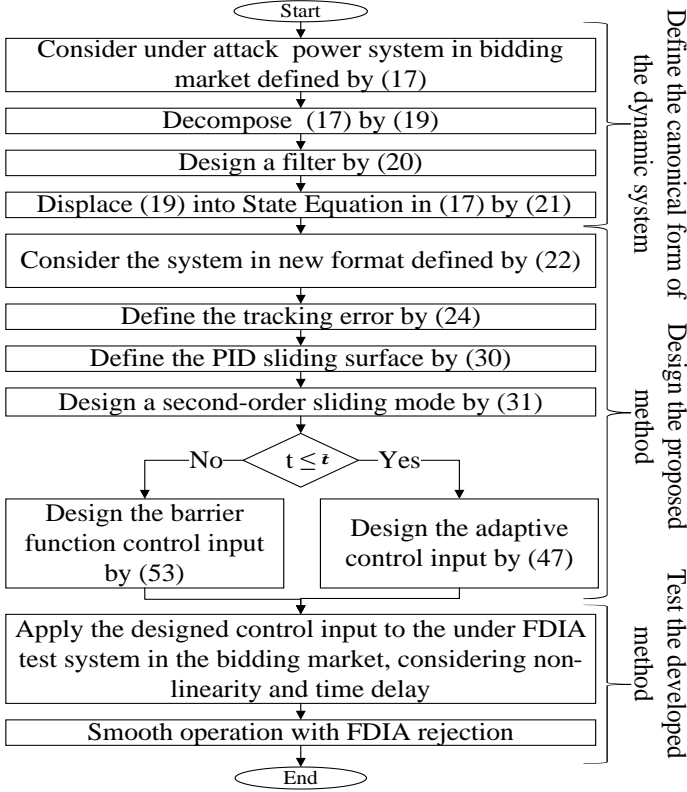 Start
Consider under attack power system in bidding
market defined by (17)
Decompose (17) by (19)
Design a filter by (20)
Displace (19) into State Equation in (17) by (21)
Define the canonical form of
the dynamic system
Consider the system in new format defined by (22)
Define the tracking error by (24)
Define the PID sliding surface by (30)
Design a second-order sliding mode by (31)
t ≤ t̄
No
Yes
Design the barrier
function control input
by (53)
Design the adaptive
control input by (47)
Design the proposed
method
Apply the designed control input to the under FDIA
test system in the bidding market, considering non-
linearity and time delay
Smooth operation with FDIA rejection
Test the developed
method
End